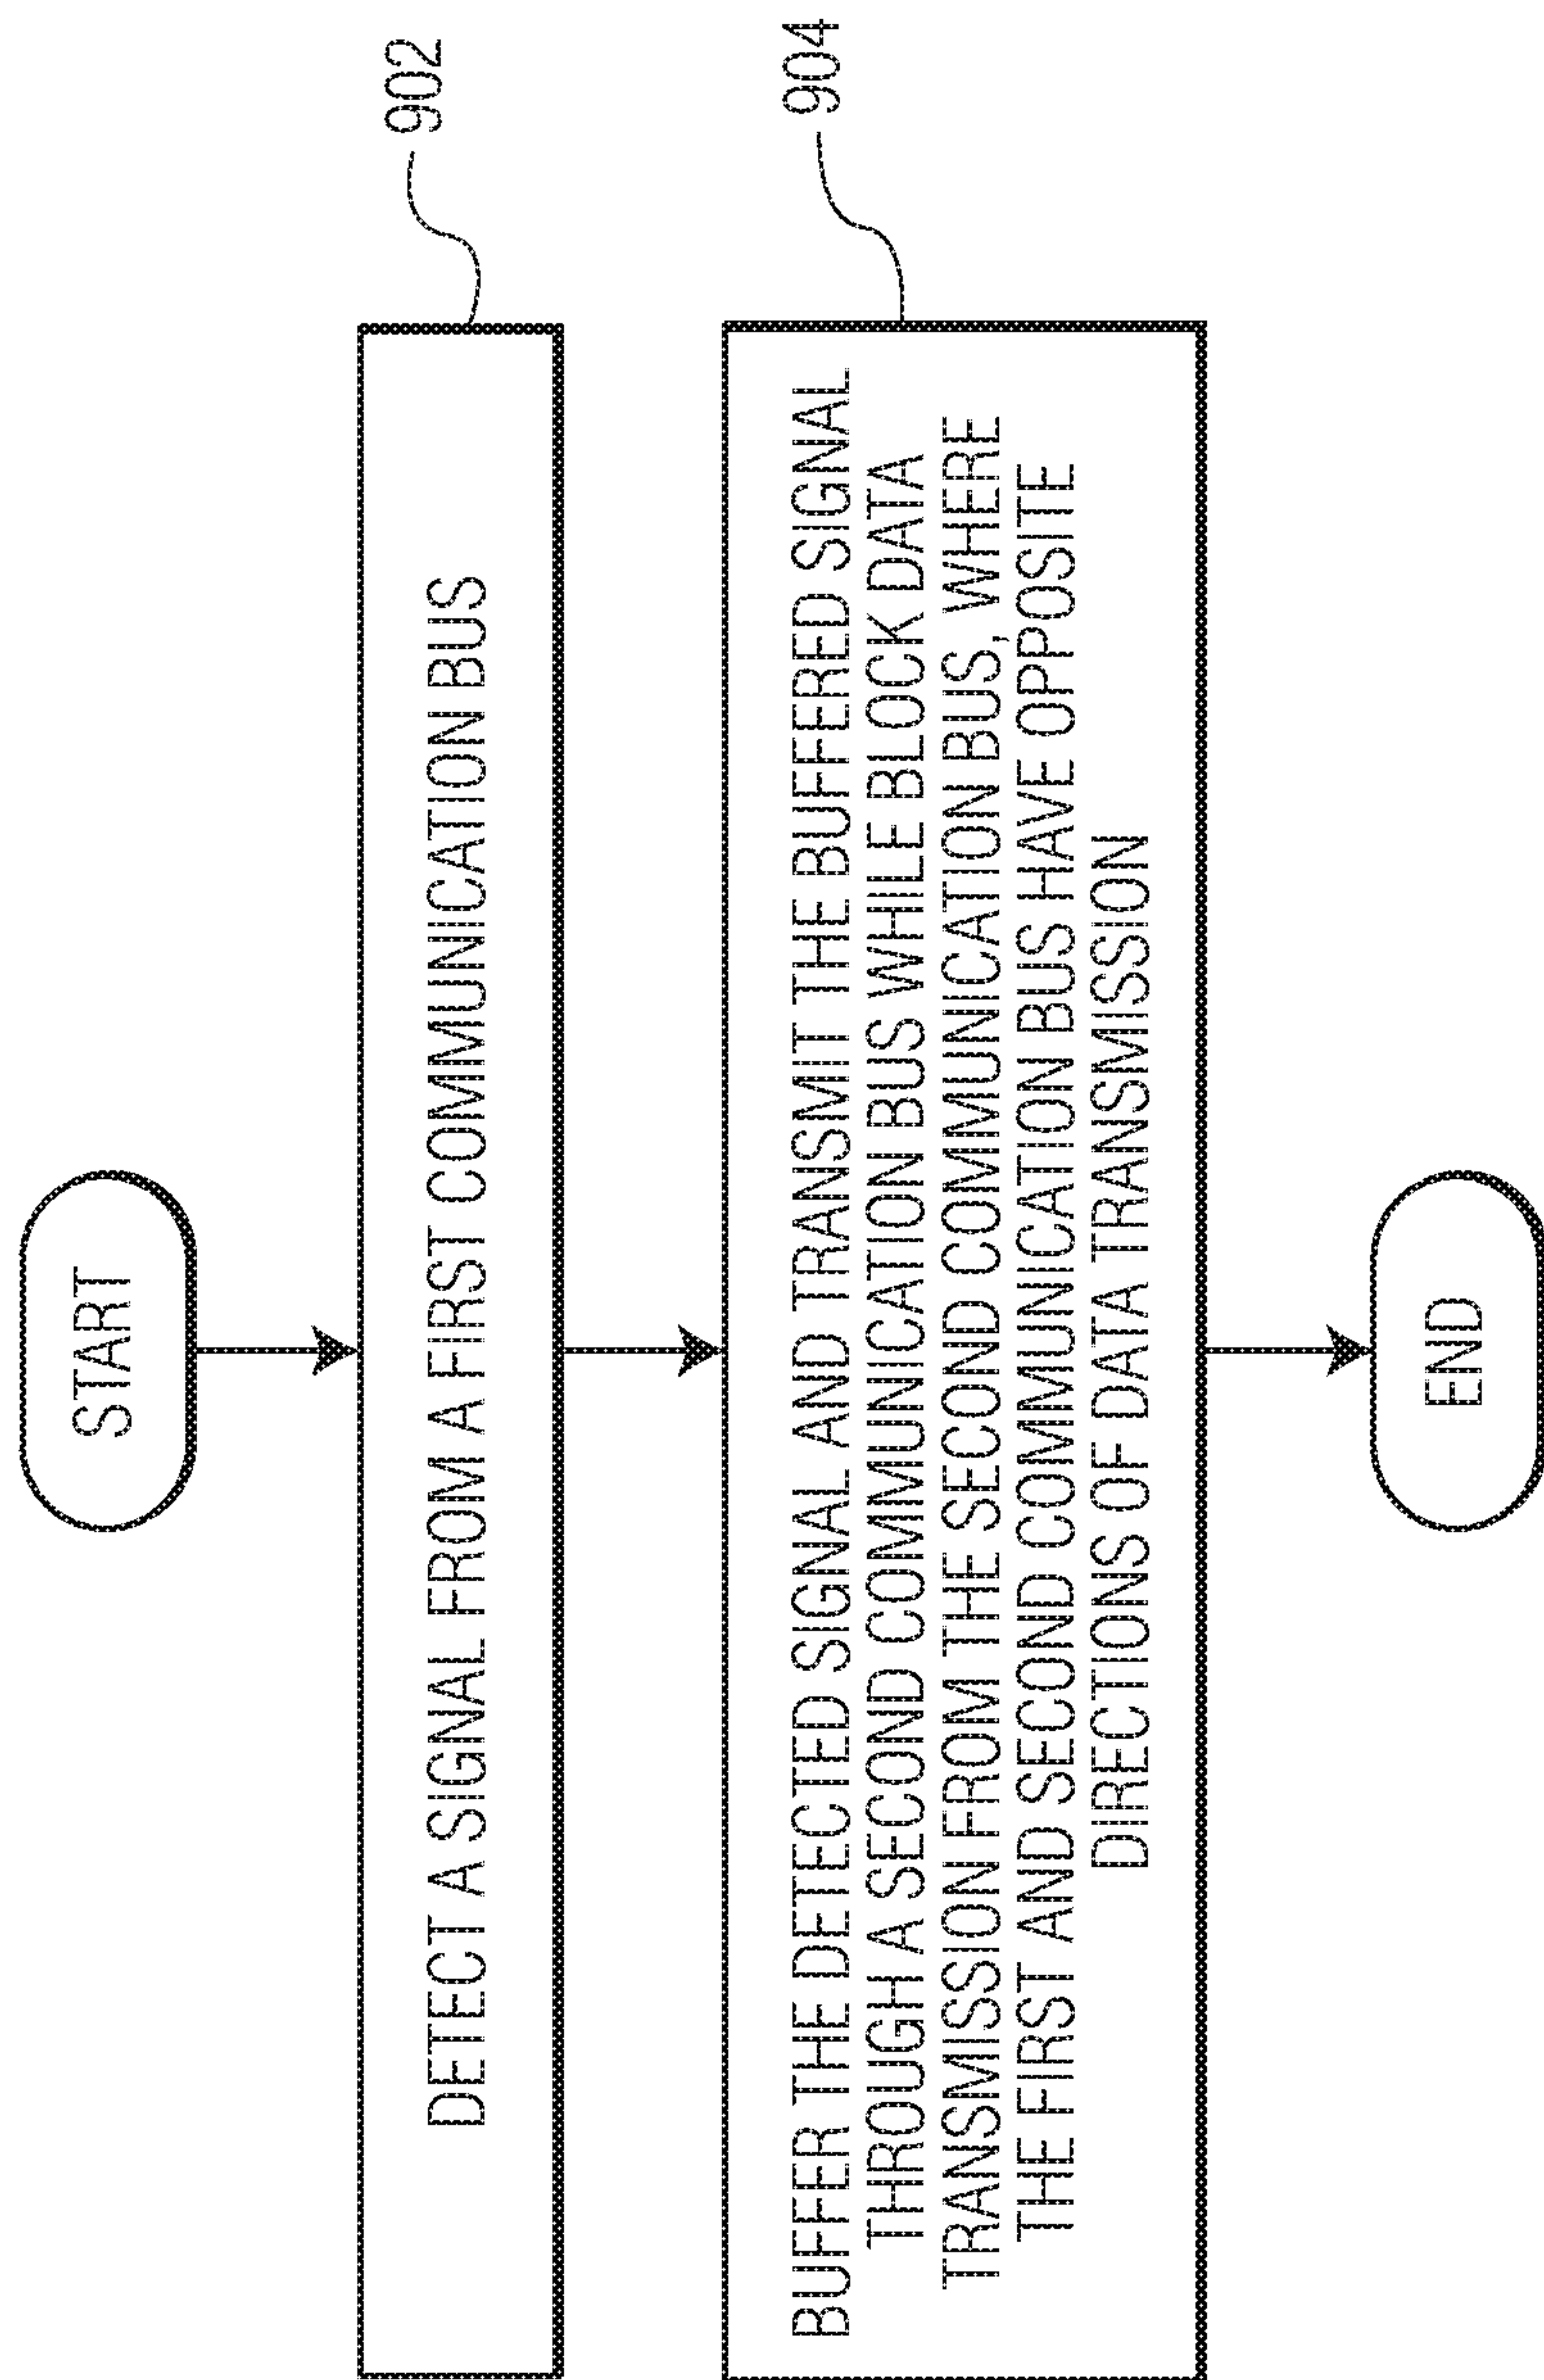 START
DETECT A SIGNAL FROM A FIRST COMMUNICATION BUS
902
BUFFER THE DETECTED SIGNAL AND TRANSMIT THE BUFFERED SIGNAL
THROUGH A SECOND COMMUNICATION BUS WHILE BLOCK DATA
TRANSMISSION FROM THE SECOND COMMUNICATION BUS, WHERE
THE FIRST AND SECOND COMMUNICATION BUS HAVE OPPOSITE
DIRECTIONS OF DATA TRANSMISSION
904
END